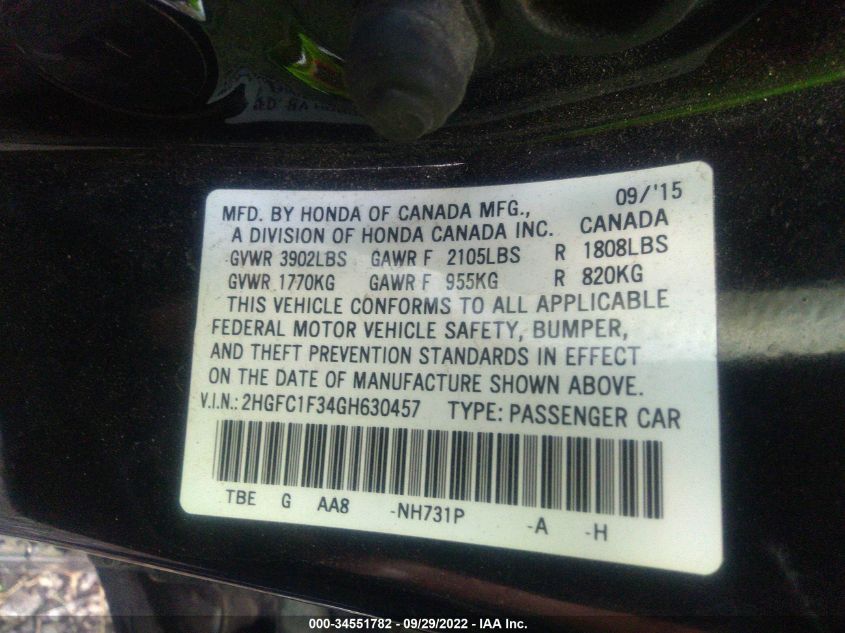 MFD. BY HONDA OF CANADA MFG., 09/'15
A DIVISION OF HONDA CANADA INC. CANADA
GVWR 3902LBS GAWR F 2105LBS R 1808LBS
GVWR 1770KG GAWR F 955KG R 820KG
THIS VEHICLE CONFORMS TO ALL APPLICABLE
FEDERAL MOTOR VEHICLE SAFETY, BUMPER,
AND THEFT PREVENTION STANDARDS IN EFFECT
ON THE DATE OF MANUFACTURE SHOWN ABOVE.
V.I.N.: 2HGFC1F34GH630457 TYPE: PASSENGER CAR
TBE G AA8 -NH731P -A -H
000-34551782 - 09/29/2022 - IAA Inc.